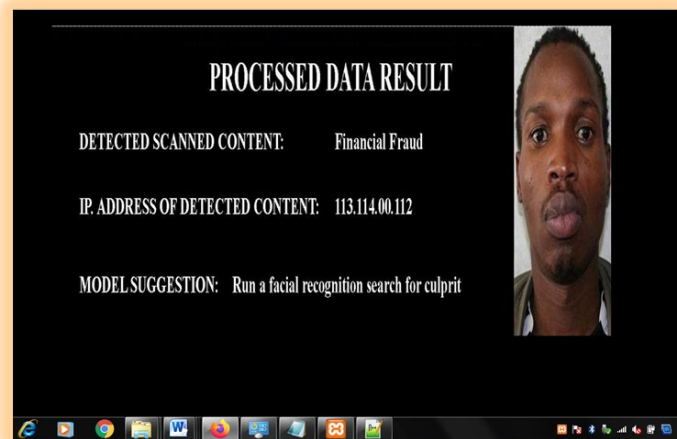 PROCESSED DATA RESULT
DETECTED SCANNED CONTENT: Financial Fraud
IP. ADDRESS OF DETECTED CONTENT: 113.114.00.112
MODEL SUGGESTION: Run a facial recognition search for culprit